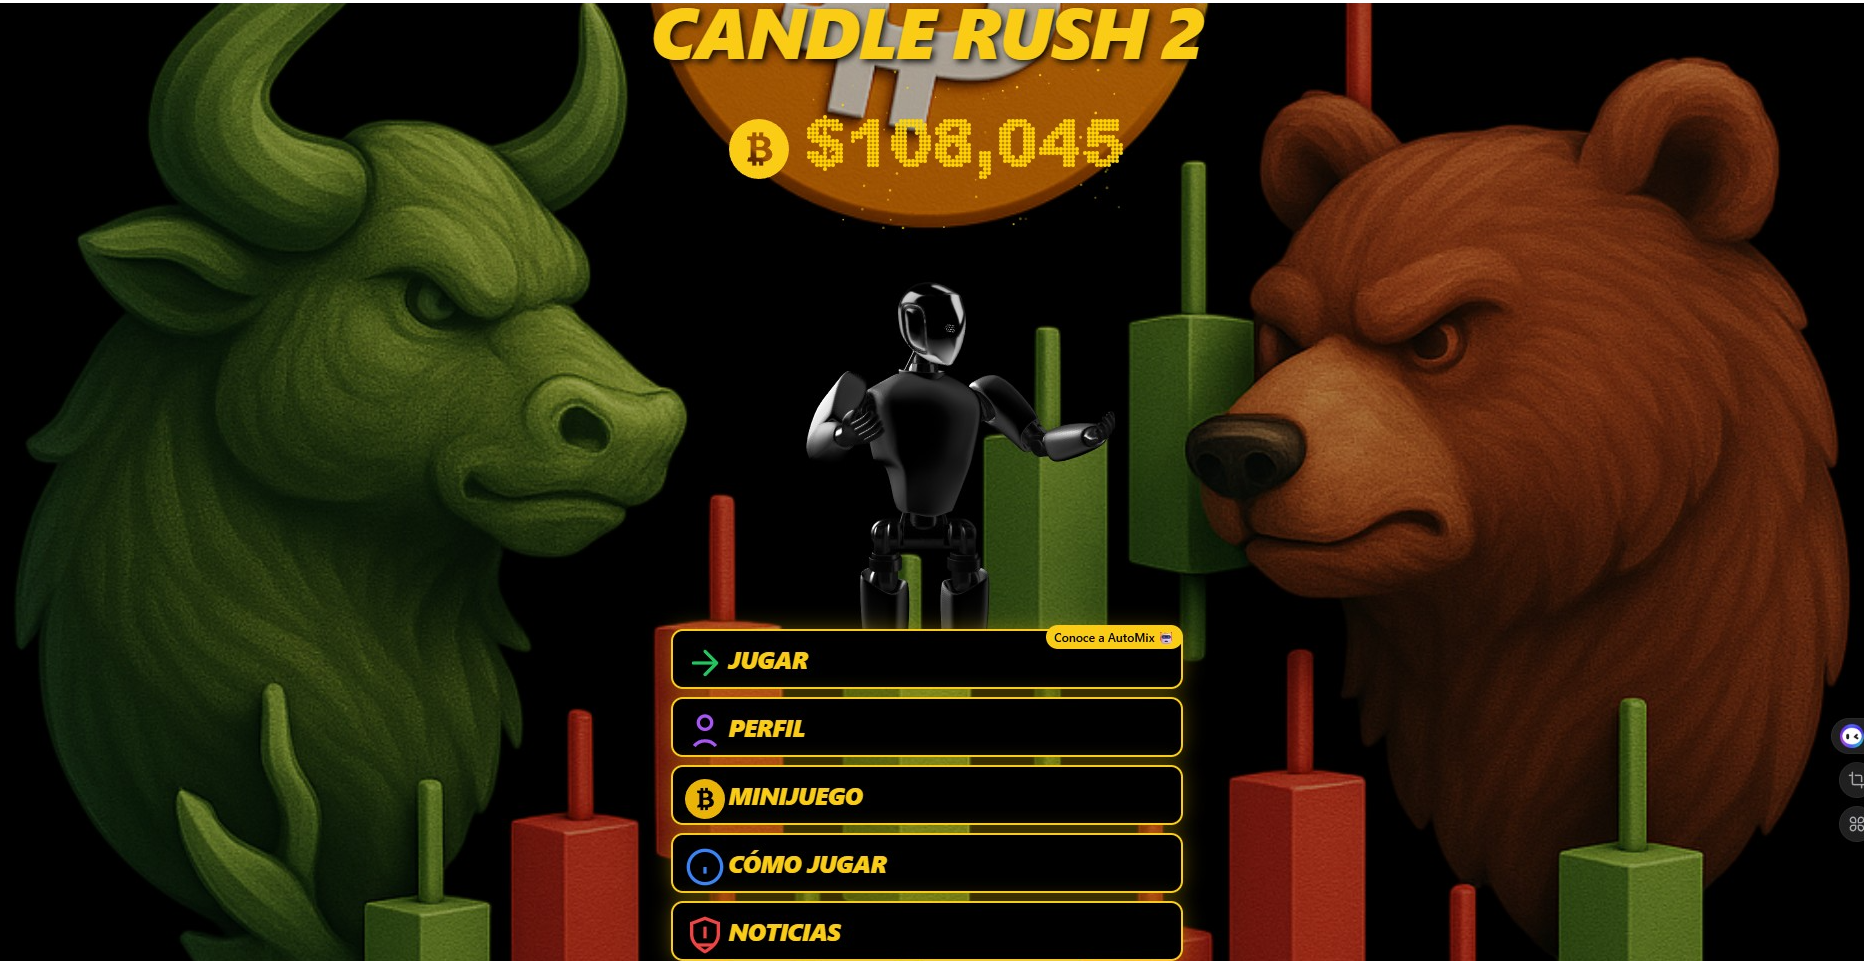 CANDLE RUSH 2
$108,045
Conoce a AutoMix
JUGAR
PERFIL
MINIJUEGO
CÓMO JUGAR
NOTICIAS